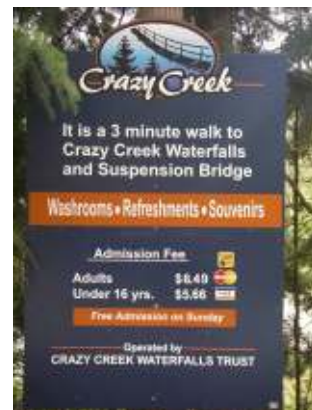 Crazy Creek
It is a 3 minute walk to
Crazy Creek Waterfalls
and Suspension Bridge
Washrooms • Refreshments • Souvenirs
Admission Fee
Adults $8.49
Under 16 yrs. $5.66
Free Admission on Sunday
Operated by
CRAZY CREEK WATERFALLS TRUST